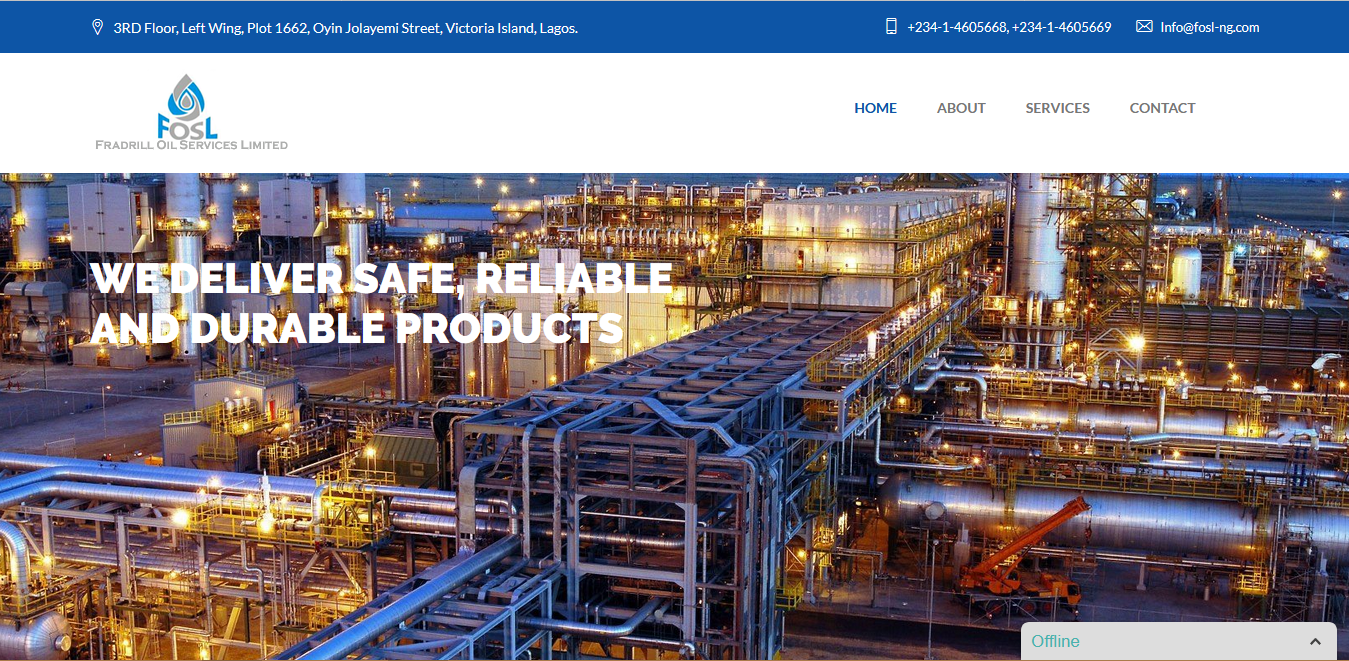 3RD Floor, Left Wing, Plot 1662, Oyin Jolayemi Street, Victoria Island, Lagos.
+234-1-4605668, +234-1-4605669
Info@fosl-ng.com
FOSL
FRADRILL OIL SERVICES LIMITED
HOME
ABOUT
SERVICES
CONTACT
WE DELIVER SAFE, RELIABLE
AND DURABLE PRODUCTS
Offline